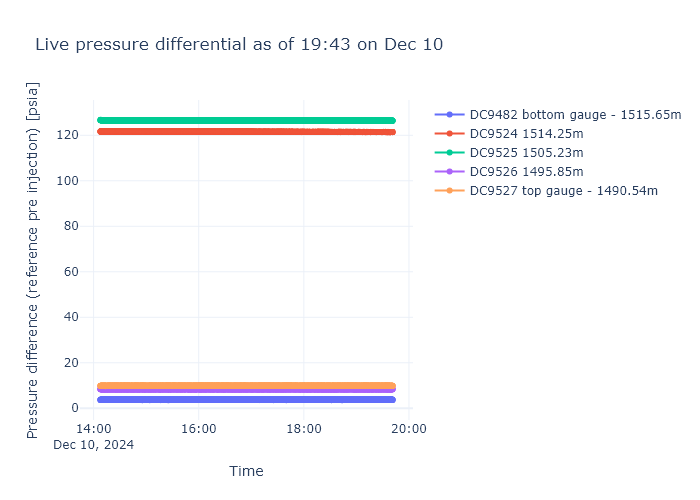 Live pressure differential as of 19:43 on Dec 10
Pressure difference (reference pre injection) [psia]
120
100
80
60
40
20
0
14:00
Dec 10, 2024
16:00
18:00
20:00
Time
DC9482 bottom gauge - 1515.65m
DC9524 1514.25m
DC9525 1505.23m
DC9526 1495.85m
DC9527 top gauge - 1490.54m